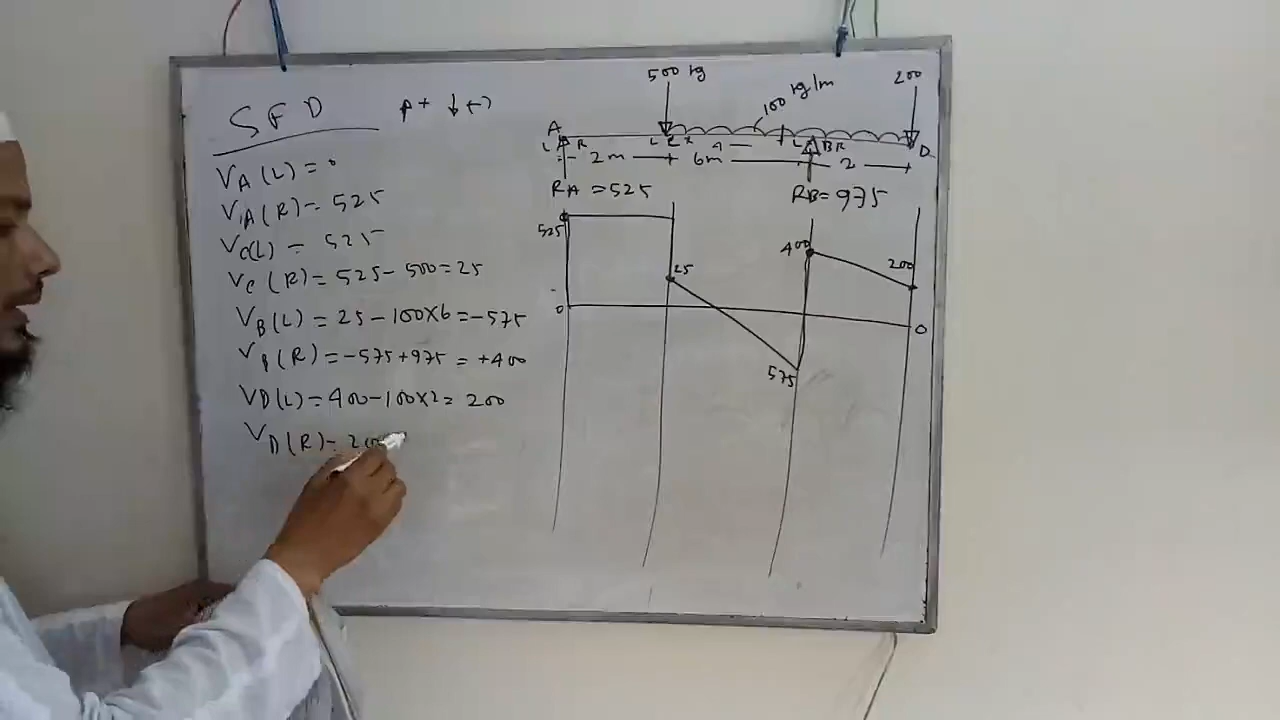 SFD ↑+ ↓(-)
VA(L) = 0
VA(R) = 525
VC(L) = 525
VC(R) = 525 - 500 = 25
VB(L) = 25 - 100×6 = -575
VB(R) = -575 + 975 = +400
VD(L) = 400 - 100×2 = 200
VD(R) = 200
500 kg
100 kg/m
200
A
L R L C L B R D
2m 6m 4 2
RA = 525
RB = 975
525
25
400
200
0
0
575